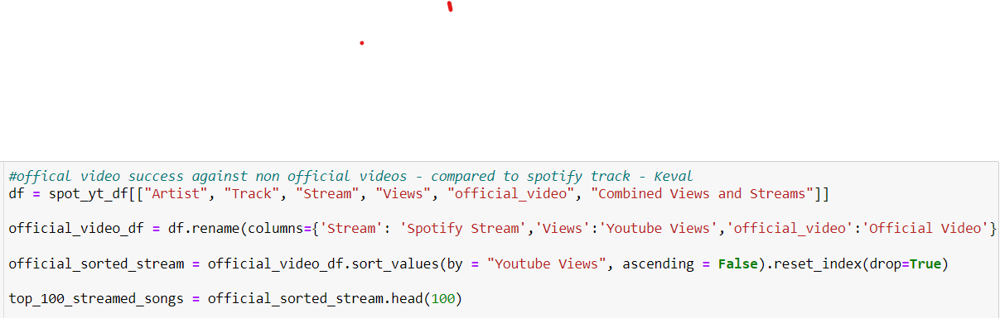 #offical video success against non official videos - compared to spotify track - Keval
df = spot_yt_df[["Artist", "Track", "Stream", "Views", "official_video", "Combined Views and Streams"]]
official_video_df = df.rename(columns={'Stream': 'Spotify Stream','Views':'Youtube Views','official_video':'Official Video'}
official_sorted_stream = official_video_df.sort_values(by = "Youtube Views", ascending = False).reset_index(drop=True)
top_100_streamed_songs = official_sorted_stream.head(100)